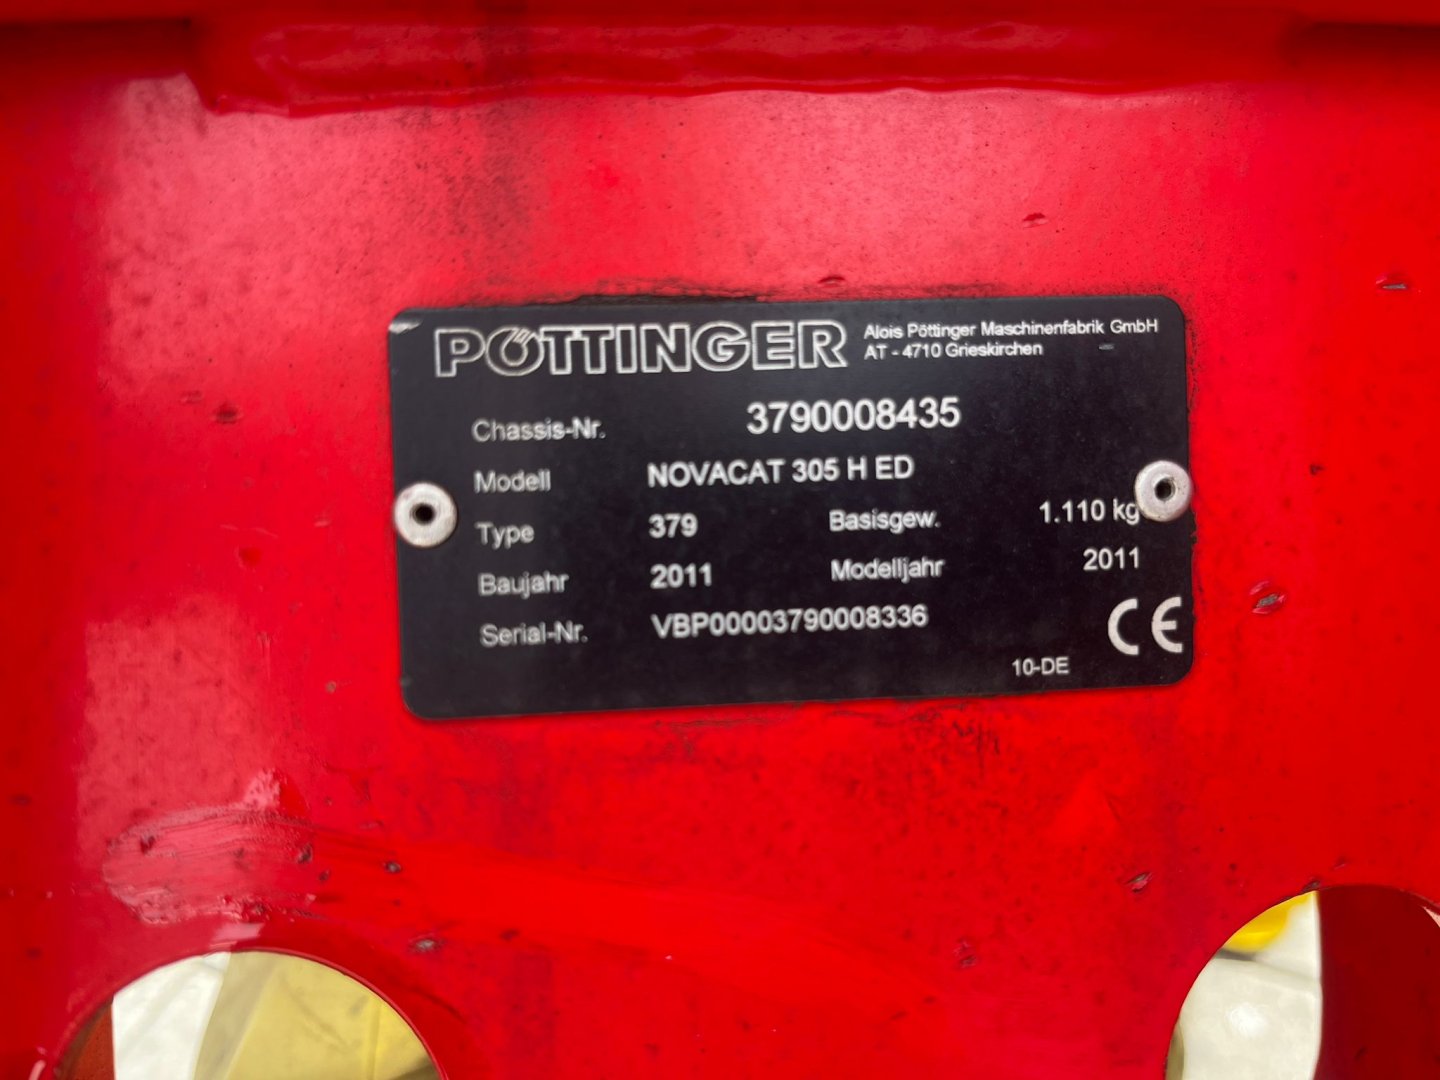 PÖTTINGER Alois Pöttinger Maschinenfabrik GmbH
AT - 4710 Grieskirchen
Chassis-Nr. 3790008435
Modell NOVACAT 305 H ED
Type 379 Basisgew. 1.110 kg
Baujahr 2011 Modelljahr 2011
Serial-Nr. VBP00003790008336
CE
10-DE